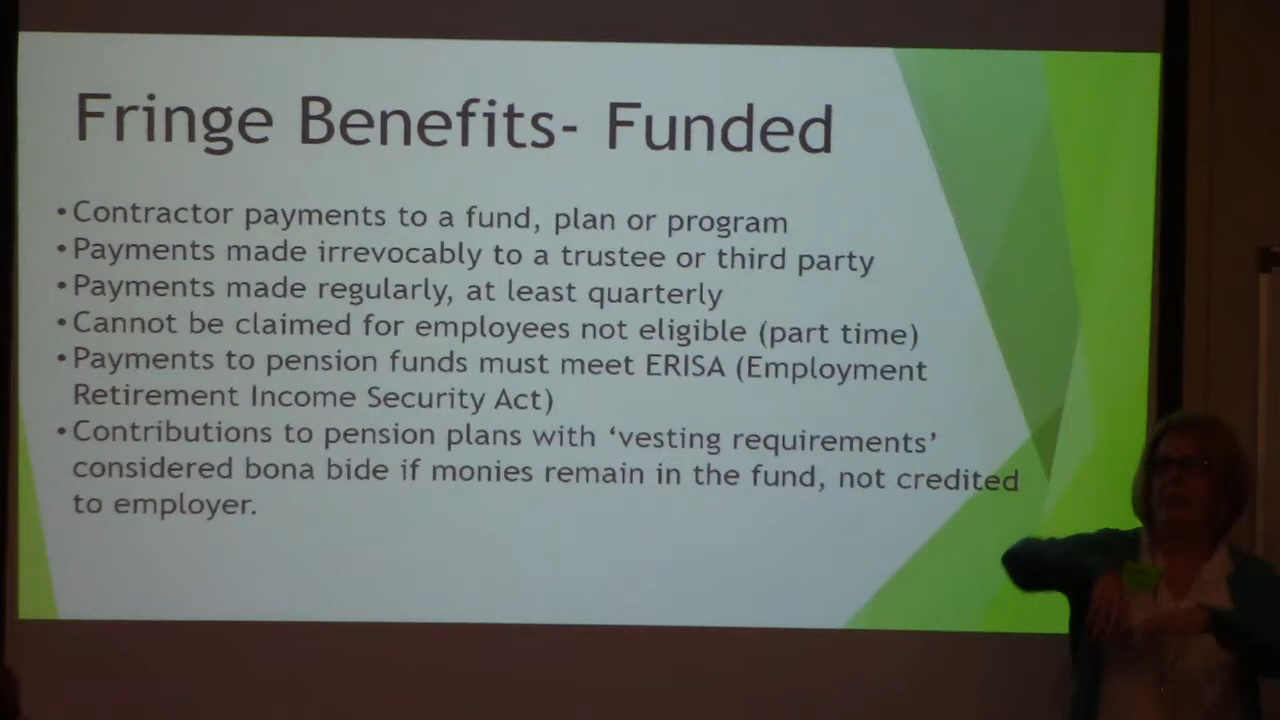 Fringe Benefits- Funded
•Contractor payments to a fund, plan or program
•Payments made irrevocably to a trustee or third party
•Payments made regularly, at least quarterly
•Cannot be claimed for employees not eligible (part time)
•Payments to pension funds must meet ERISA (Employment
Retirement Income Security Act)
•Contributions to pension plans with ‘vesting requirements’
considered bona bide if monies remain in the fund, not credited
to employer.